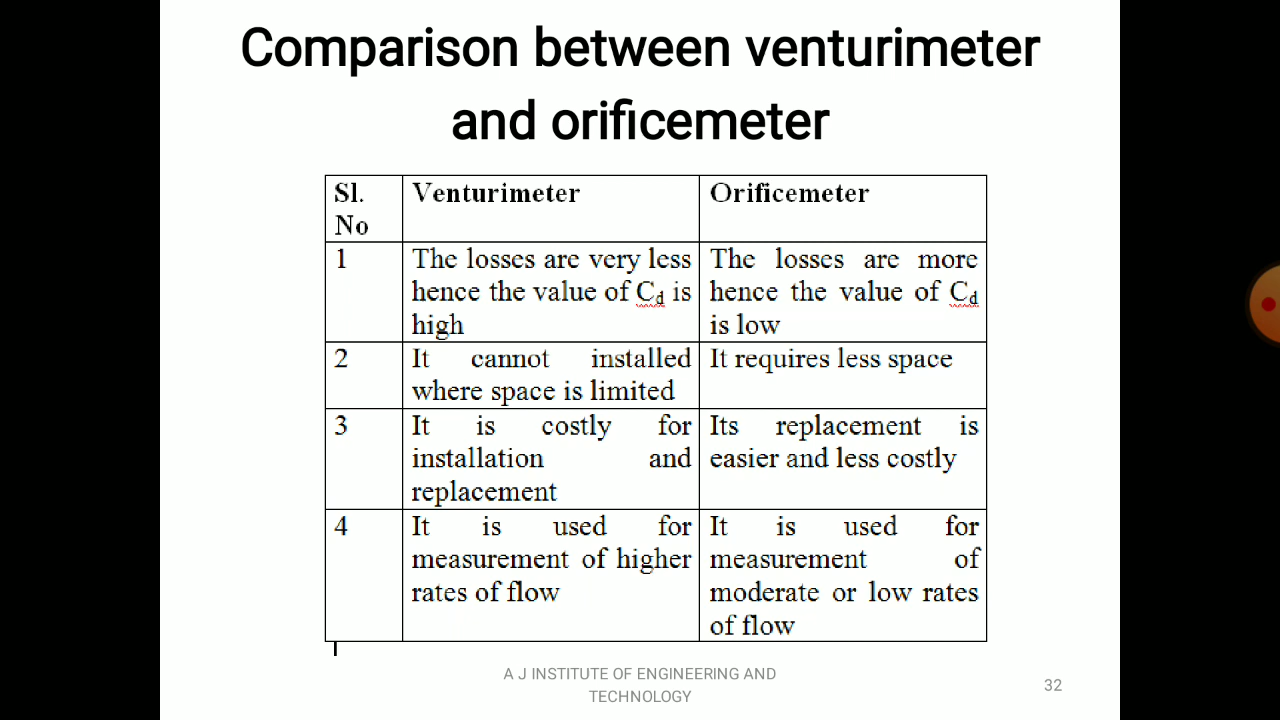 Comparison between venturimeter
and orificemeter
Sl.
No
Venturimeter
Orificemeter
1
The losses are very less
hence the value of Cd is
high
The losses are more
hence the value of Cd
is low
2
It cannot installed
where space is limited
It requires less space
3
It is costly for
installation and
replacement
Its replacement is
easier and less costly
4
It is used for
measurement of higher
rates of flow
It is used for
measurement of
moderate or low rates
of flow
A J INSTITUTE OF ENGINEERING AND
TECHNOLOGY
32